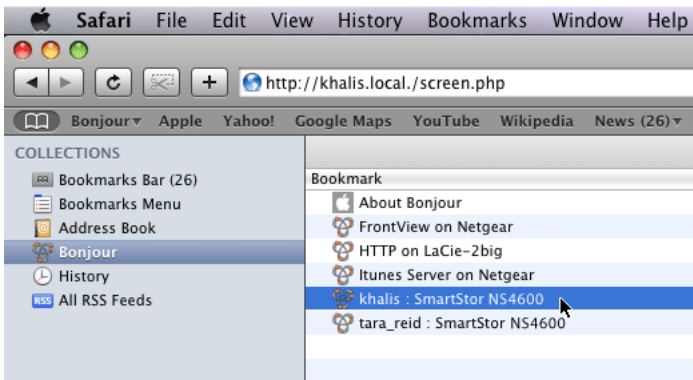 Safari File Edit View History Bookmarks Window Help
http://khalis.local./screen.php
Bonjour Apple Yahoo! Google Maps YouTube Wikipedia News (26)
COLLECTIONS
Bookmarks Bar (26)
Bookmarks Menu
Address Book
Bonjour
History
RSS All RSS Feeds
Bookmark
About Bonjour
FrontView on Netgear
HTTP on LaCie-2big
Itunes Server on Netgear
khalis : SmartStor NS4600
tara_reid : SmartStor NS4600